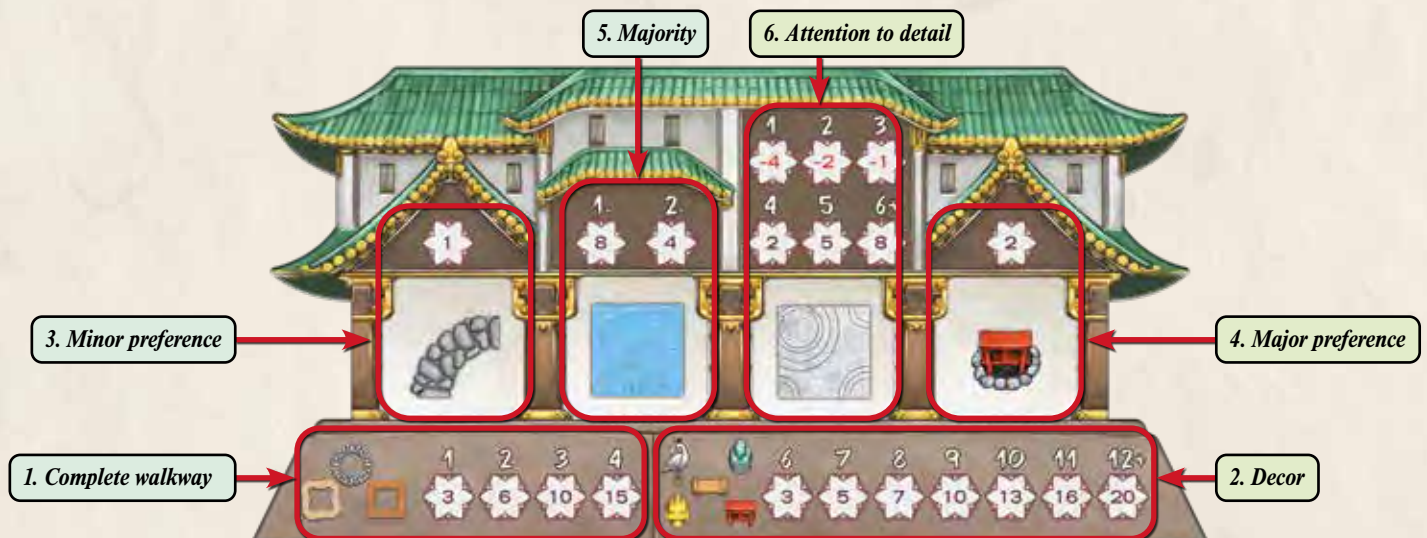 5. Majority
6. Attention to detail
1 2 3
-4 -2 -1
1 2
4 5 6+
1
8 4
2 5 8
2
3. Minor preference
4. Major preference
1 2 3 4
3 6 10 15
6 7 8 9 10 11 12+
3 5 7 10 13 16 20
1. Complete walkway
2. Decor